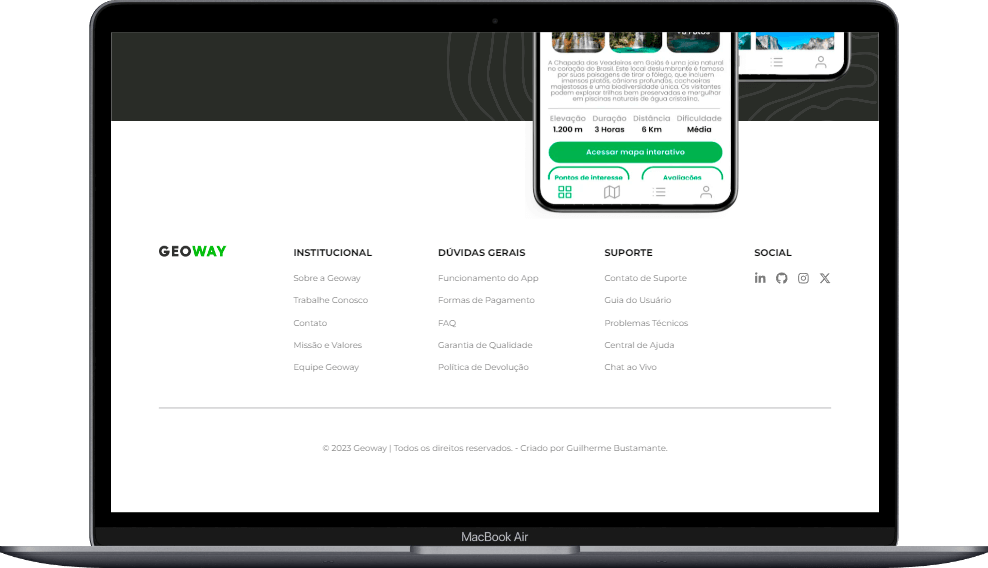 +12 Fotos
A Chapada dos Veadeiros em Goiás é uma joia natural
no coração do Brasil. Este local deslumbrante é famoso
por suas paisagens de tirar o fôlego, que incluem
imensos platôs, cânions profundos, cachoeiras
majestosas e uma biodiversidade única. Os visitantes
podem explorar trilhas bem preservadas e mergulhar
em piscinas naturais de água cristalina.
Elevação Duração Distância Dificuldade
1.200 m 3 Horas 6 Km Média
Acessar mapa interativo
Pontos de interesse Avaliações
GEOWAY
INSTITUCIONAL
Sobre a Geoway
Trabalhe Conosco
Contato
Missão e Valores
Equipe Geoway
DÚVIDAS GERAIS
Funcionamento do App
Formas de Pagamento
FAQ
Garantia de Qualidade
Política de Devolução
SUPORTE
Contato de Suporte
Guia do Usuário
Problemas Técnicos
Central de Ajuda
Chat ao Vivo
SOCIAL
© 2023 Geoway | Todos os direitos reservados. - Criado por Guilherme Bustamante.
MacBook Air